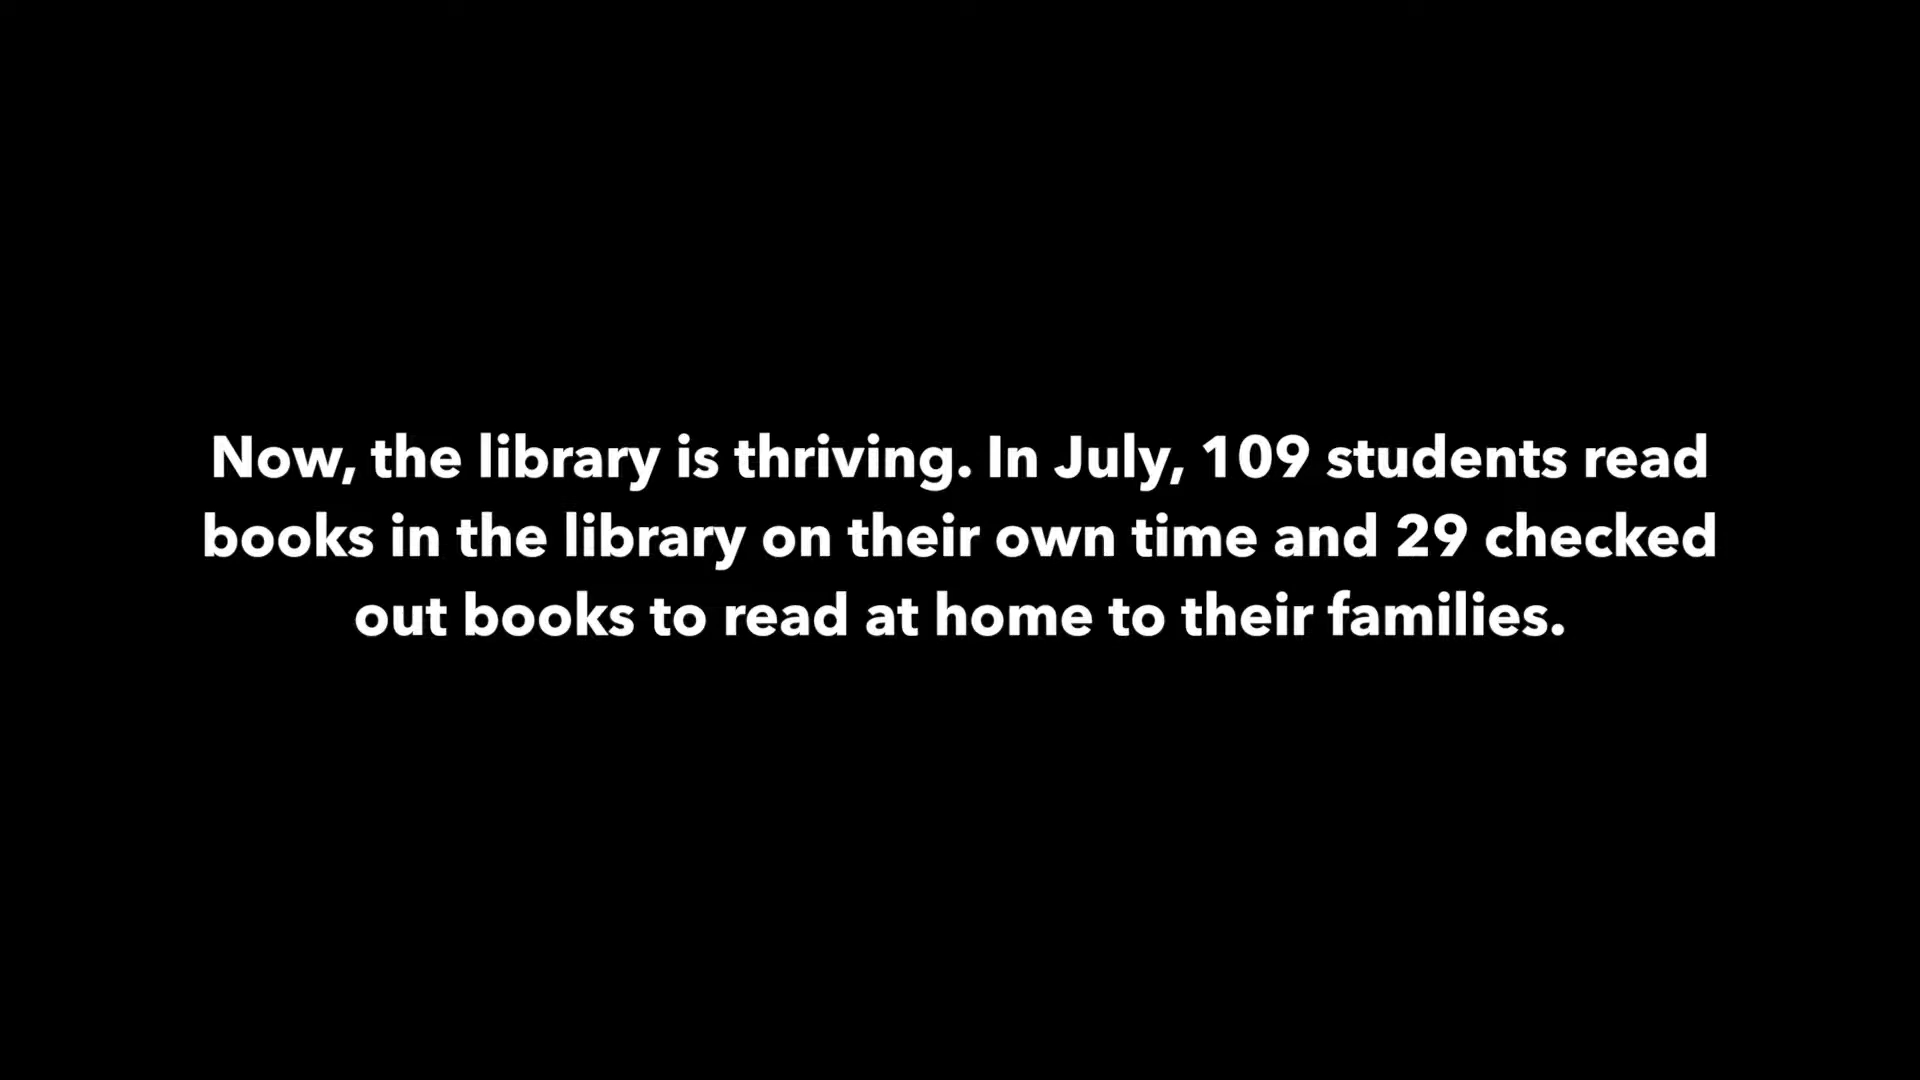 Now, the library is thriving. In July, 109 students read
books in the library on their own time and 29 checked
out books to read at home to their families.